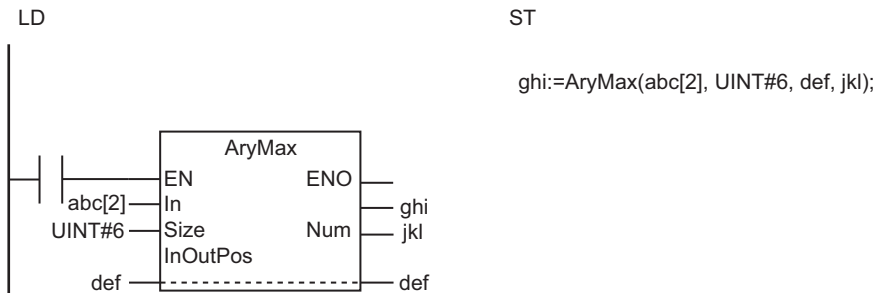 LD
ST
ghi:=AryMax(abc[2], UINT#6, def, jkl);
AryMax
EN ENO
abc[2] In ghi
UINT#6 Size Num jkl
InOutPos
def def